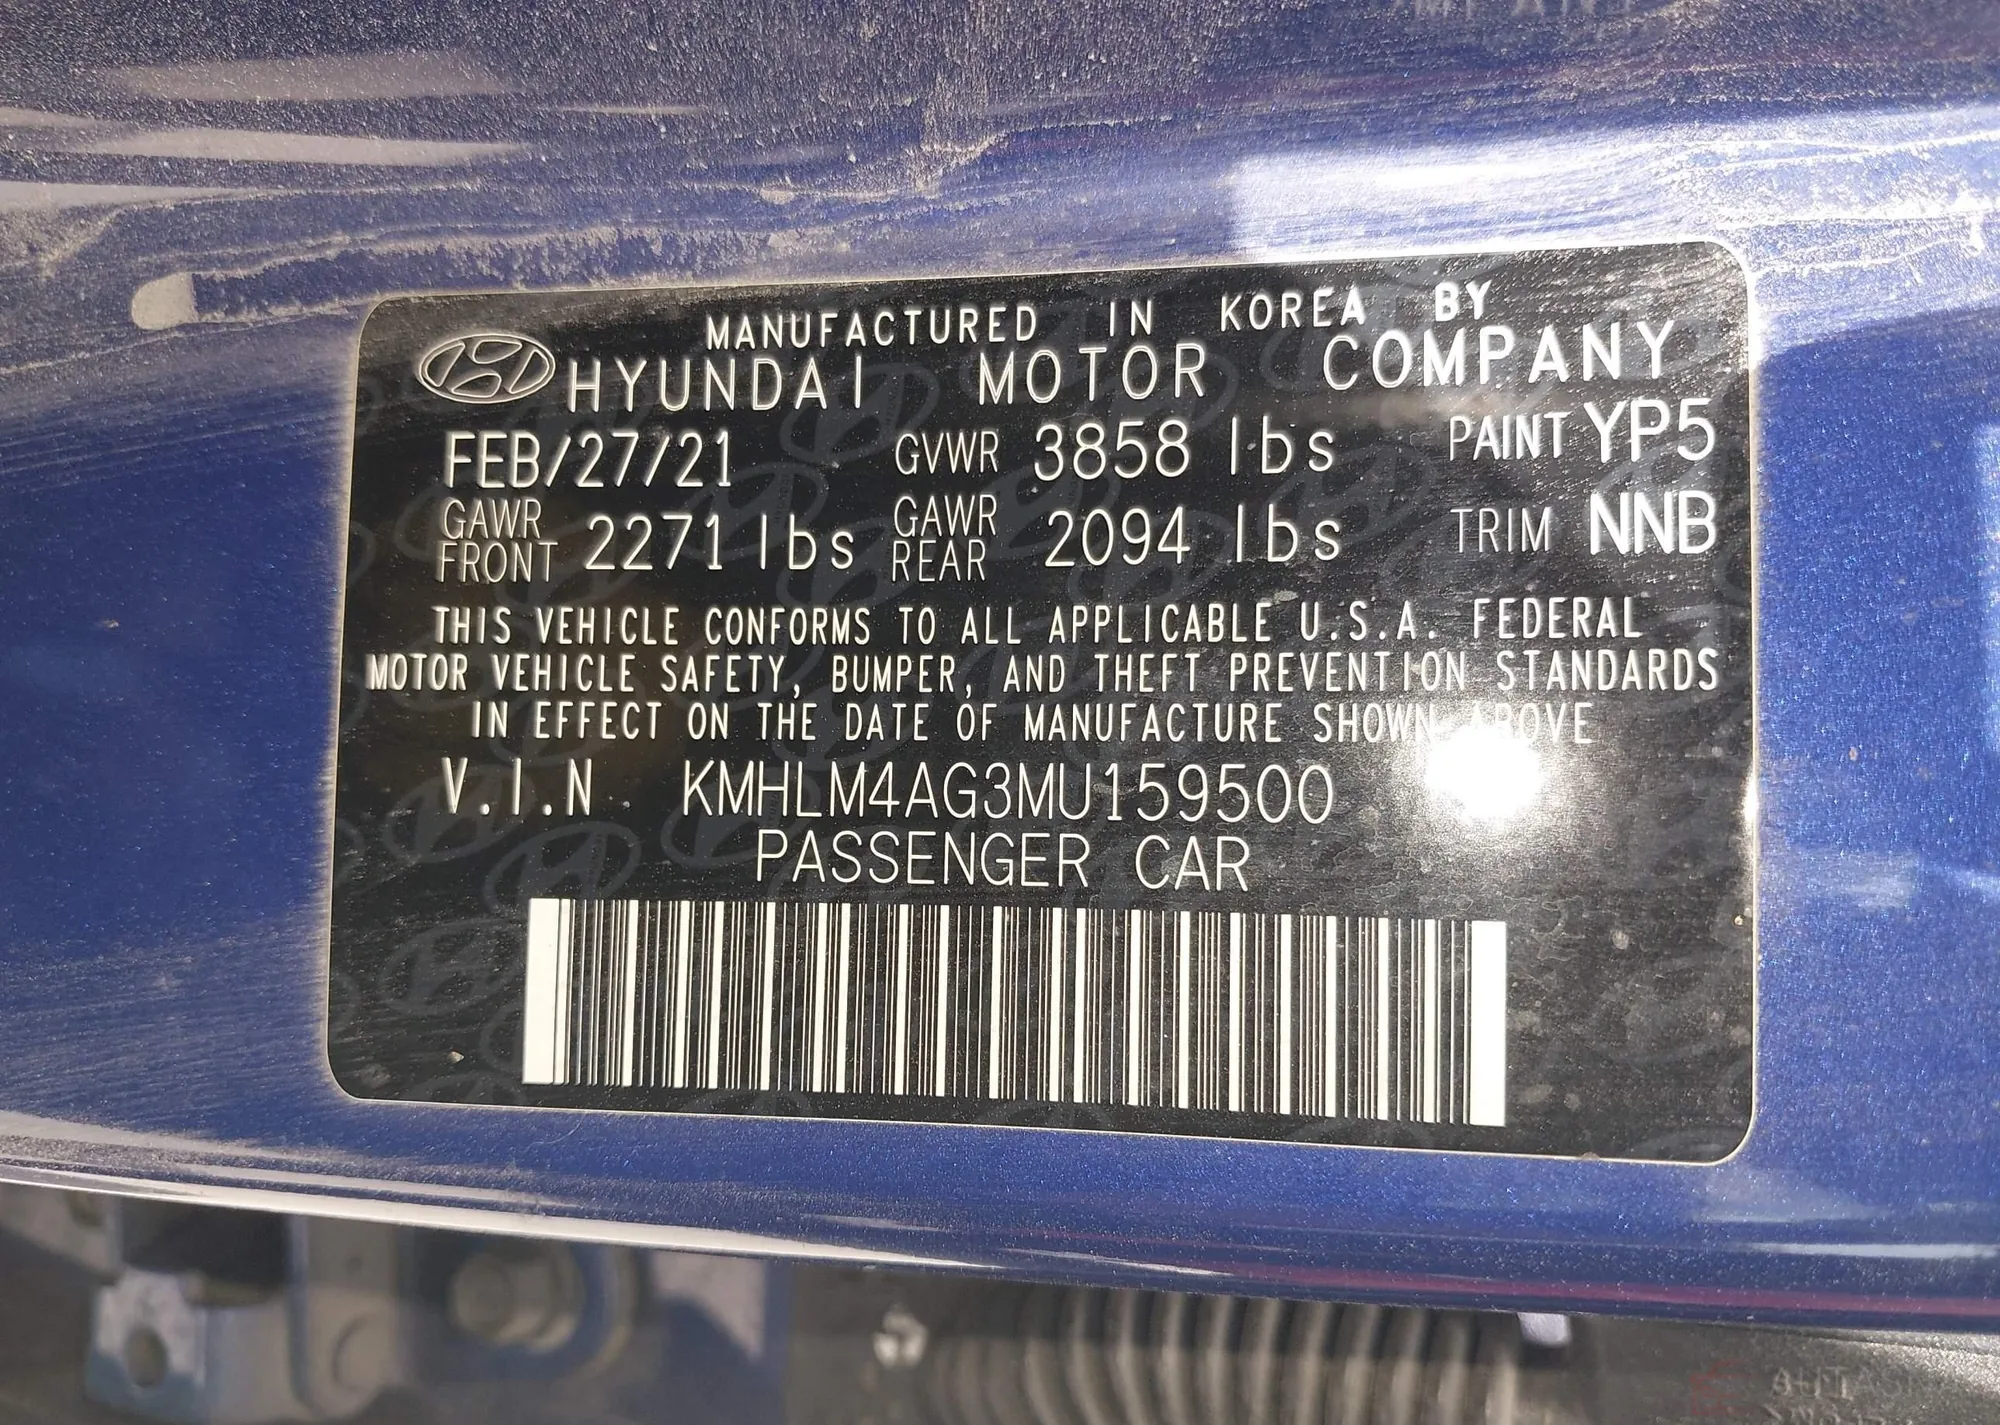 MANUFACTURED IN KOREA BY
HYUNDAI MOTOR COMPANY
FEB/27/21 GVWR 3858 lbs PAINT YP5
GAWR FRONT 2271 lbs GAWR REAR 2094 lbs TRIM NNB
THIS VEHICLE CONFORMS TO ALL APPLICABLE U.S.A. FEDERAL
MOTOR VEHICLE SAFETY, BUMPER, AND THEFT PREVENTION STANDARDS
IN EFFECT ON THE DATE OF MANUFACTURE SHOWN ABOVE
V.I.N. KMHLM4AG3MU159500
PASSENGER CAR